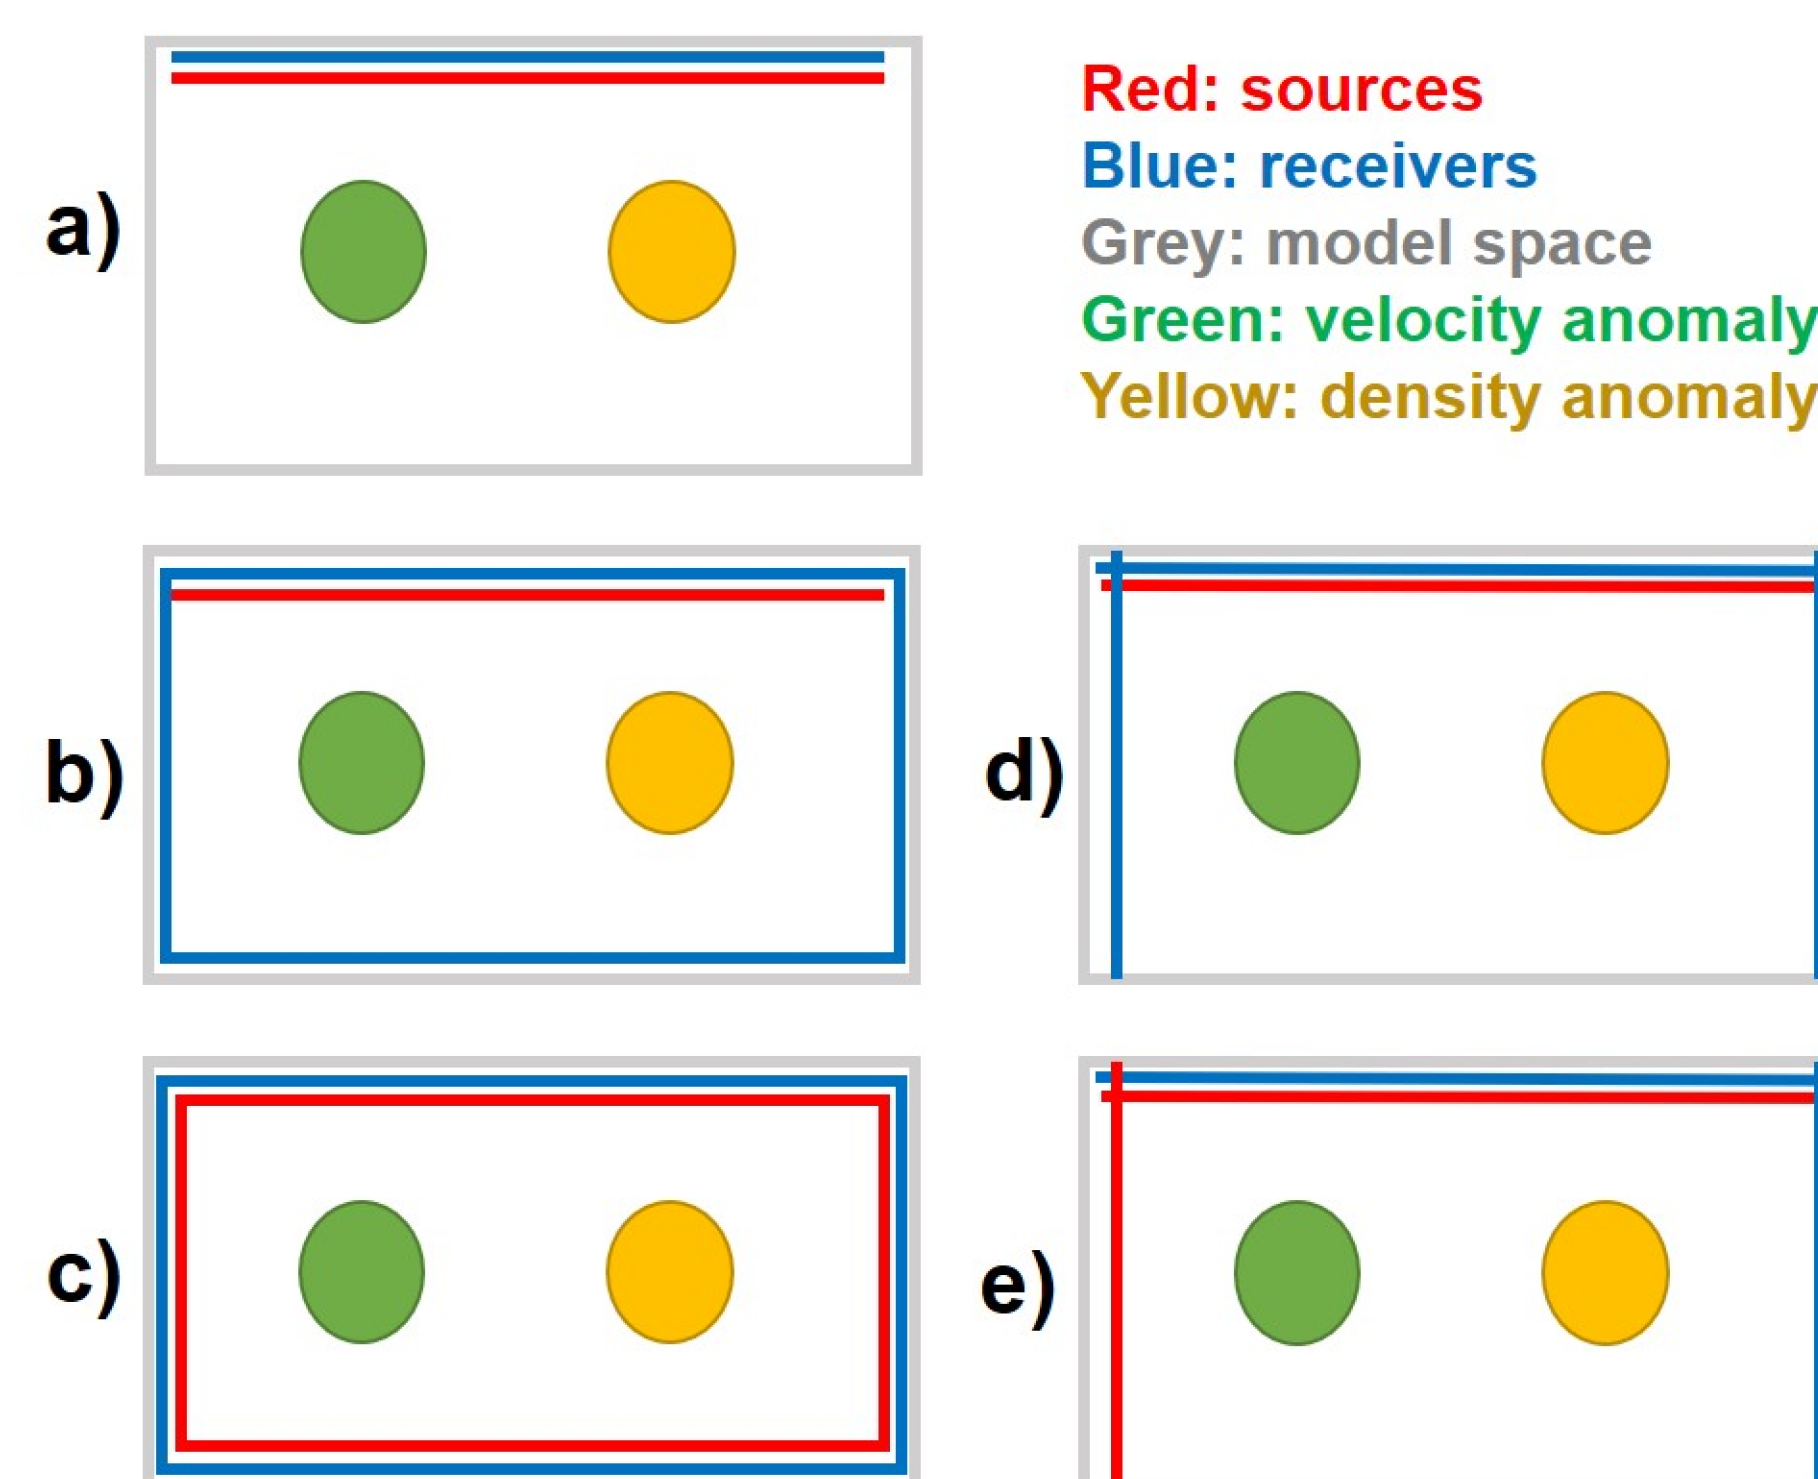 a)
Red: sources
Blue: receivers
Grey: model space
Green: velocity anomaly
Yellow: density anomaly
b)
d)
c)
e)